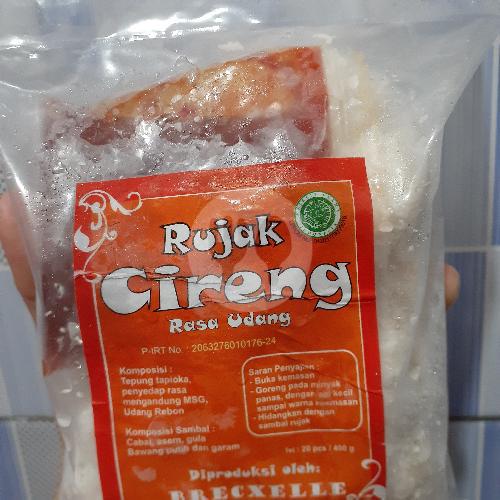 Rujak
Cireng
Rasa Udang
P-IRT No : 2063276010176-24
Komposisi :
Tepung tapioka,
penyedap rasa
mengandung MSG,
Udang Rebon
Komposisi Sambal :
Cabai, asem, gula
Bawang putih dan garam
Saran Penyajian :
- Buka kemasan
- Goreng pada minyak
panas, dengan api kecil
sampai warna keemasan
- Hidangkan dengan
sambal rujak
Isi : 20 pcs / 400 g
Diproduksi oleh:
BRECXELLE